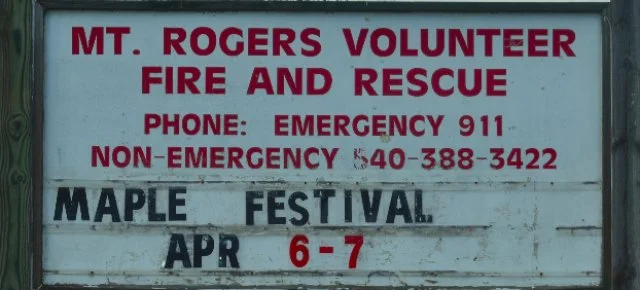 MT. ROGERS VOLUNTEER
FIRE AND RESCUE
PHONE: EMERGENCY 911
NON-EMERGENCY 540-388-3422
MAPLE FESTIVAL
APR 6-7